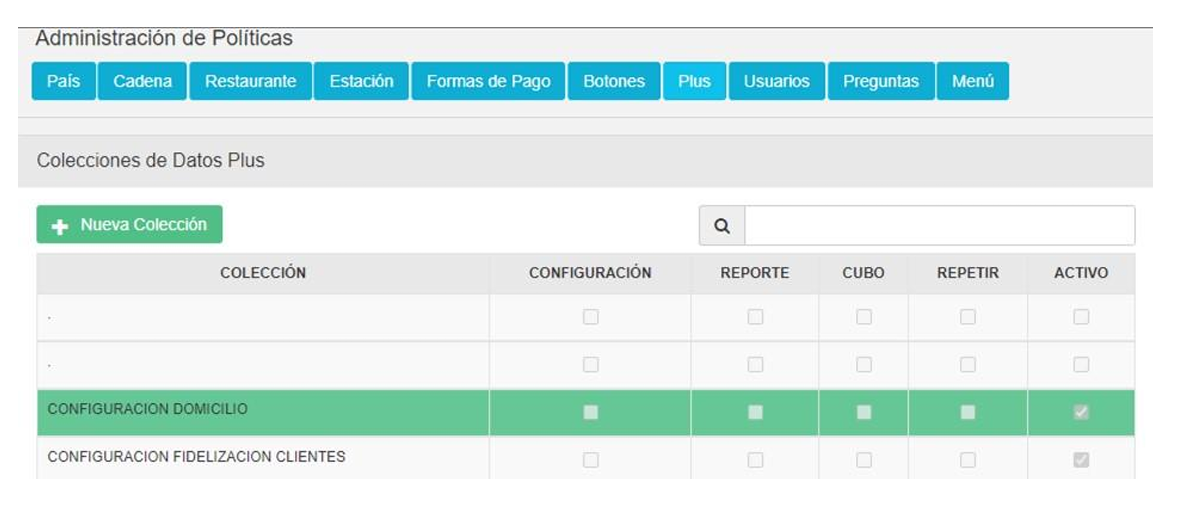 Administración de Políticas
País Cadena Restaurante Estación Formas de Pago Botones Plus Usuarios Preguntas Menú
Colecciones de Datos Plus
Nueva Colección
COLECCIÓN CONFIGURACIÓN REPORTE CUBO REPETIR ACTIVO
.
.
CONFIGURACION DOMICILIO
CONFIGURACION FIDELIZACION CLIENTES